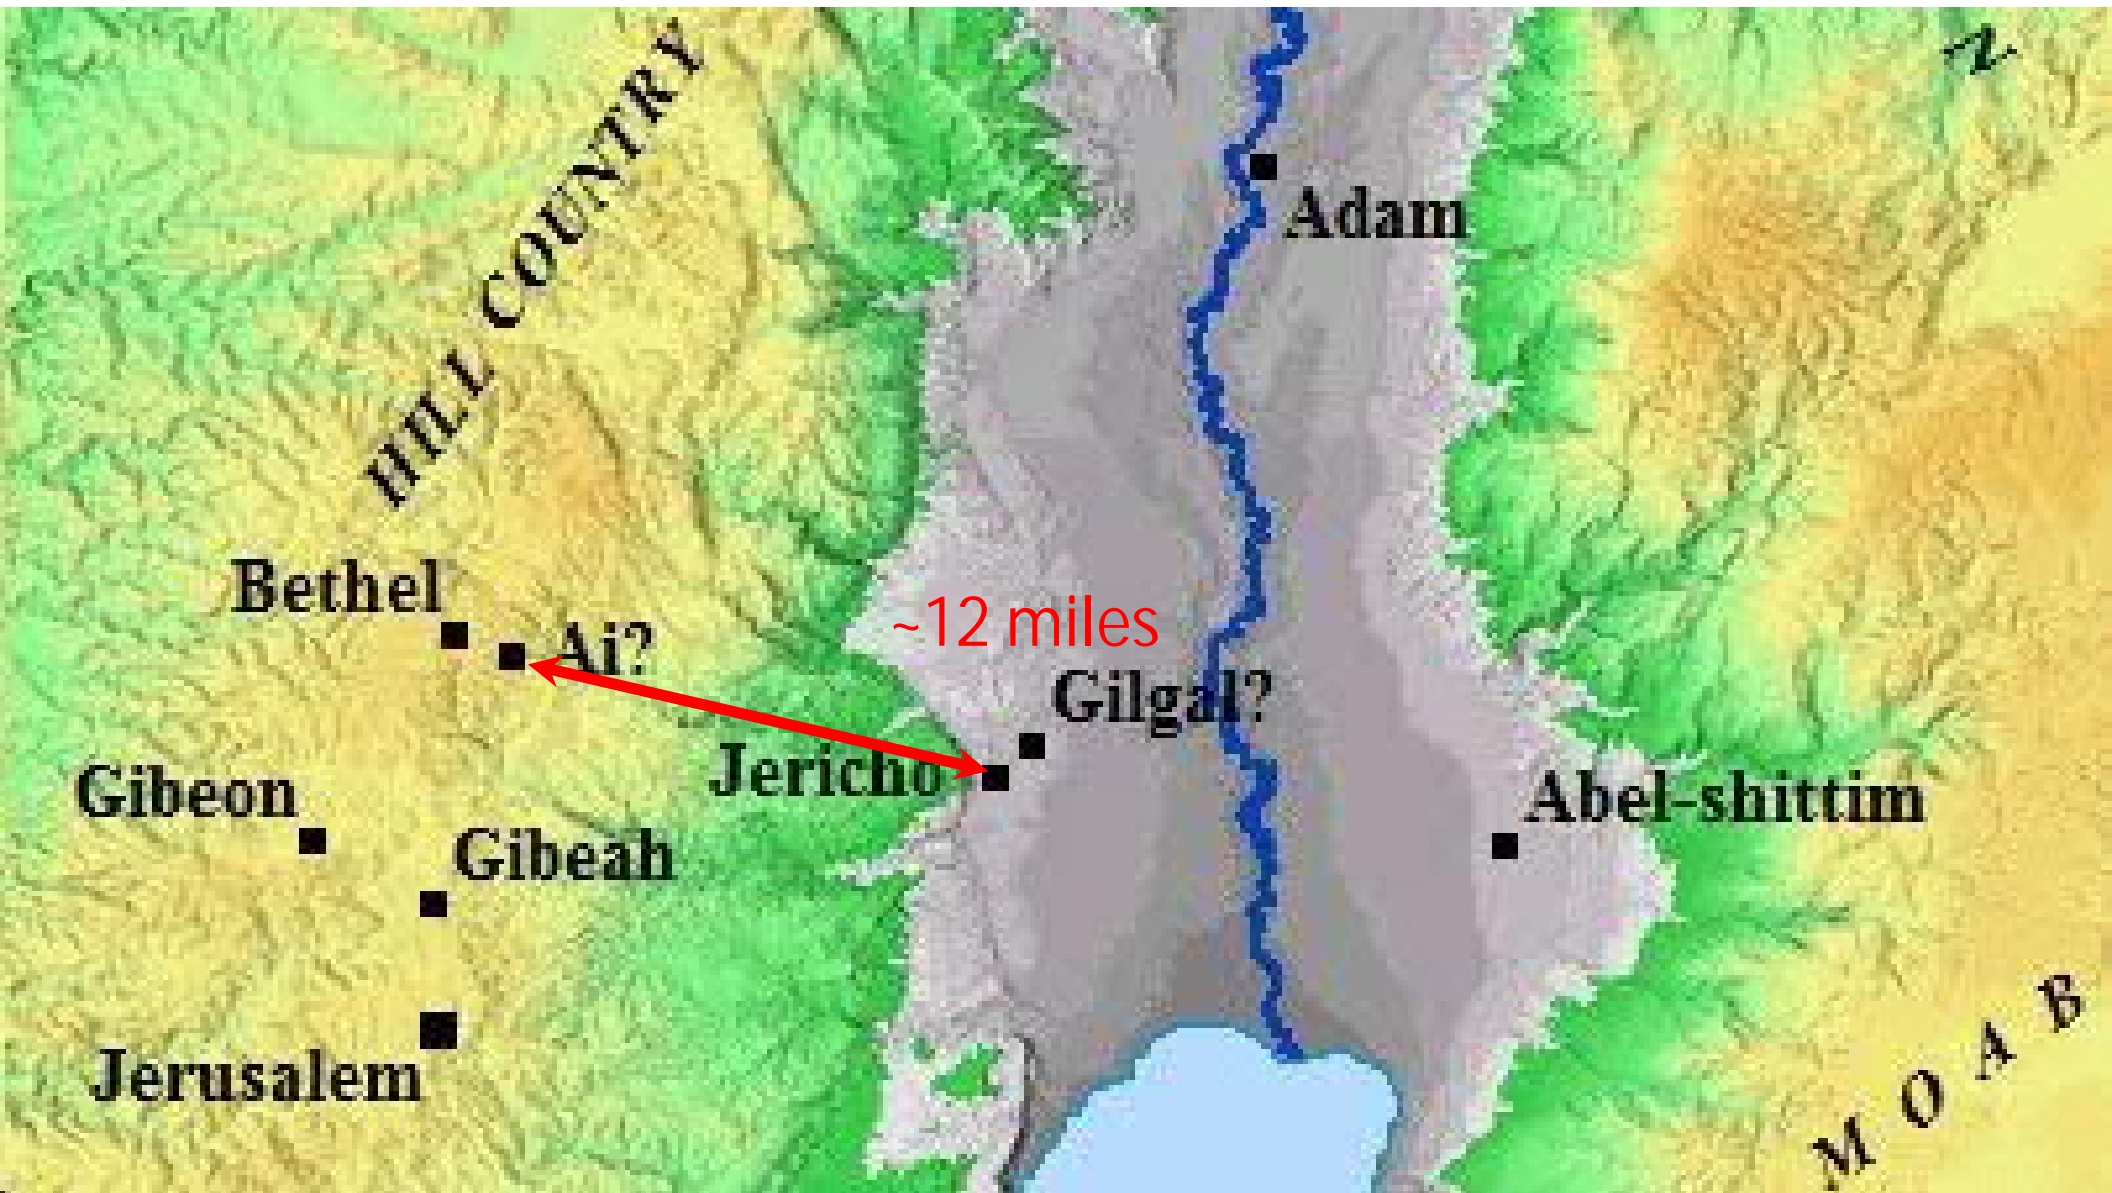 N
HILL COUNTRY
Adam
Bethel
Ai?
~12 miles
Gilgal?
Jericho
Gibeon
Abel-shittim
Gibeah
Jerusalem
MOAB